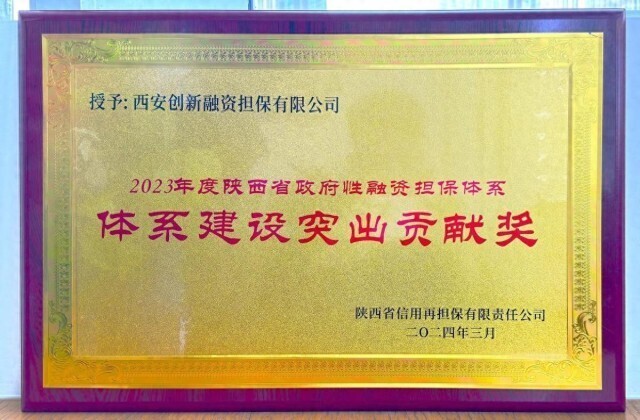 授予: 西安创新融资担保有限公司
2023年度陕西省政府性融资担保体系
体系建设突出贡献奖
陕西省信用再担保有限责任公司
二〇二四年三月